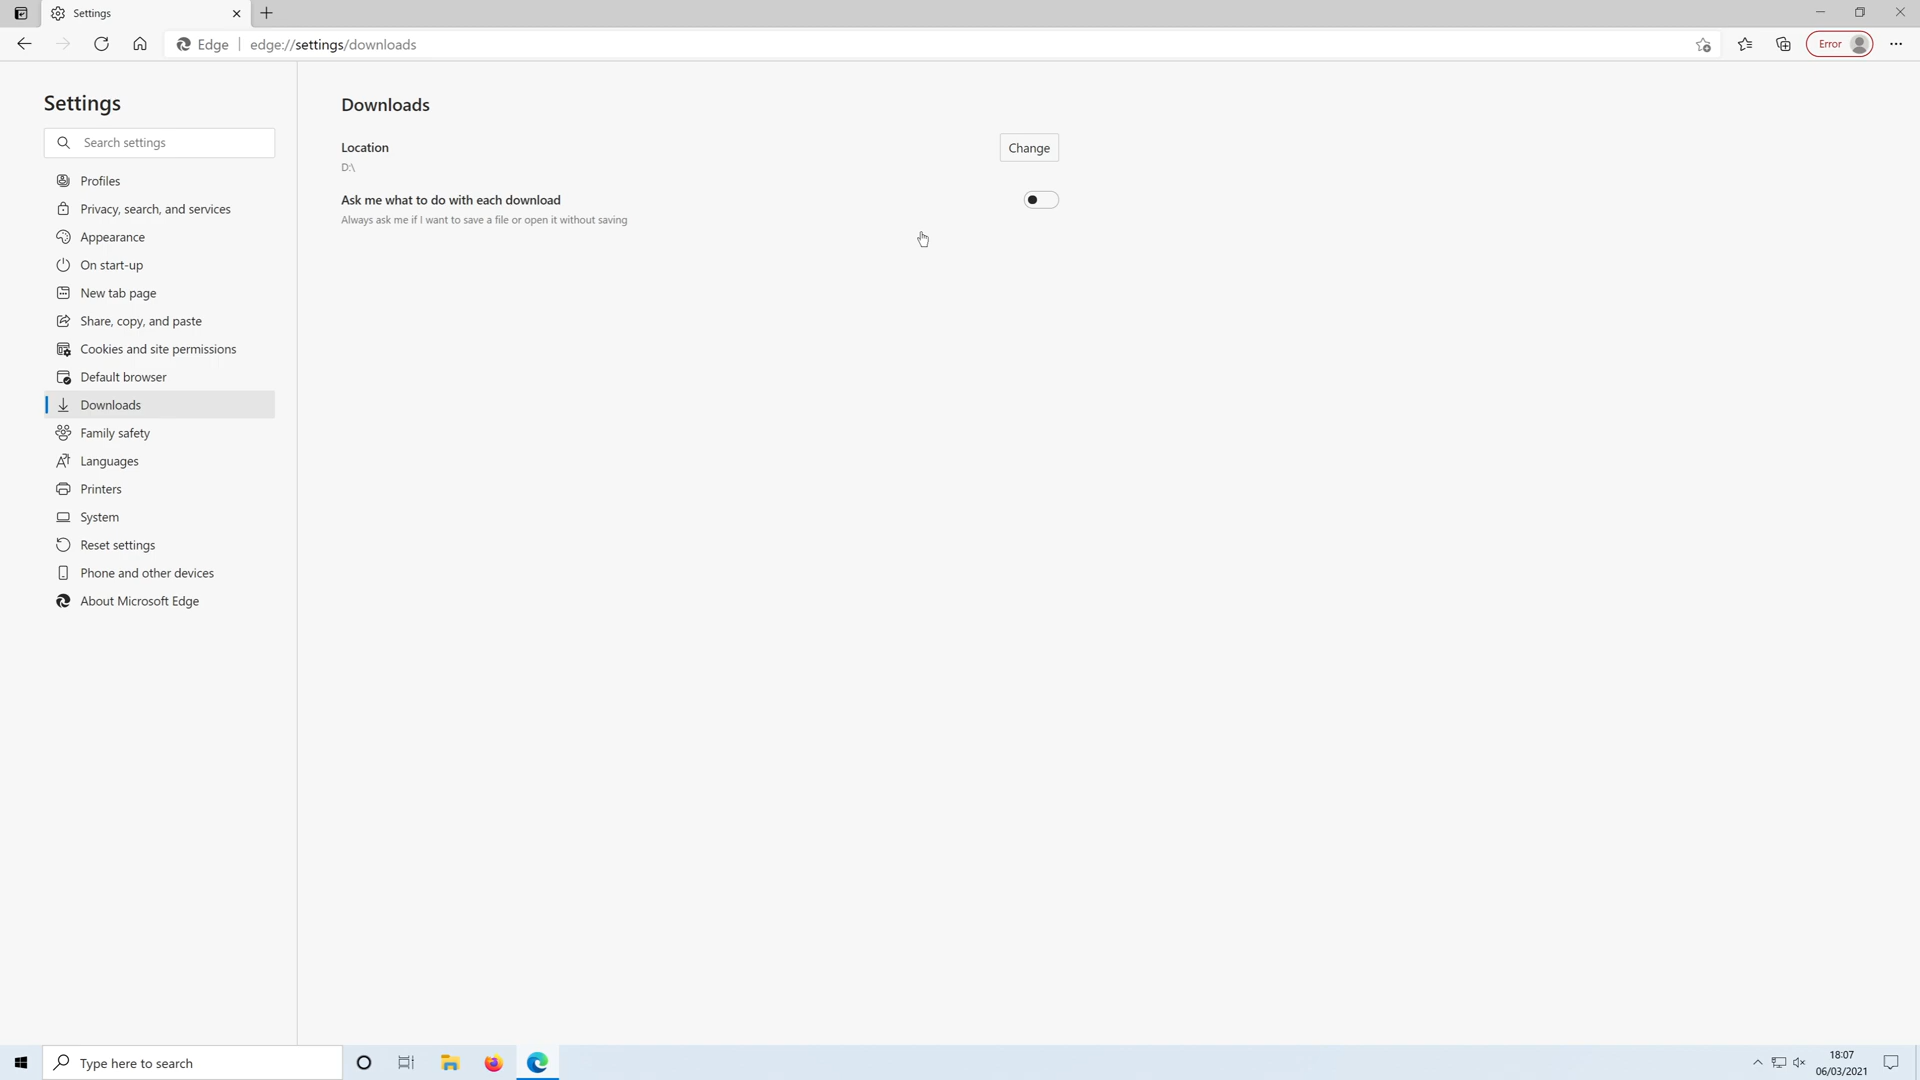 Settings
Edge
edge://settings/downloads
Error
Settings
Search settings
Profiles
Privacy, search, and services
Appearance
On start-up
New tab page
Share, copy, and paste
Cookies and site permissions
Default browser
Downloads
Family safety
Languages
Printers
System
Reset settings
Phone and other devices
About Microsoft Edge
Downloads
Location
D:\
Change
Ask me what to do with each download
Always ask me if I want to save a file or open it without saving
Type here to search
18:07
06/03/2021